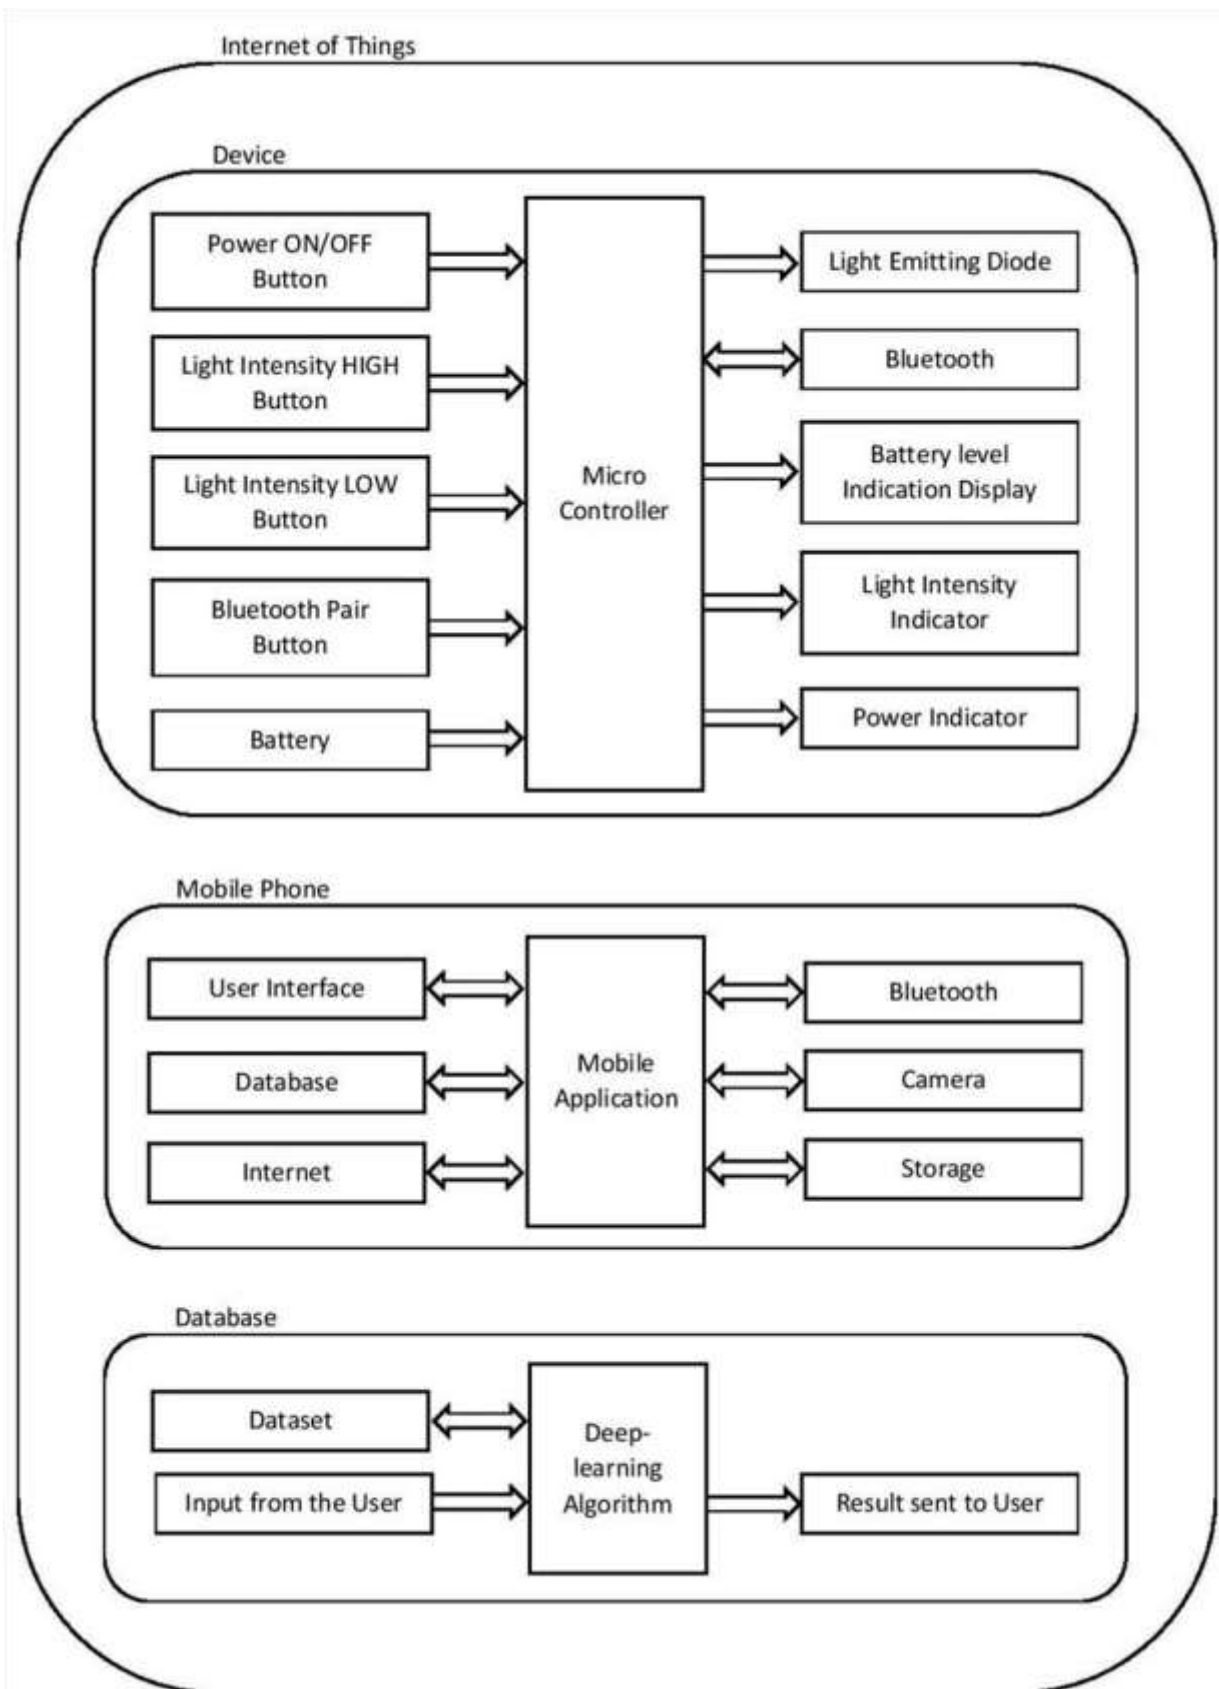 Internet of Things
Device
Power ON/OFF
Button
Light Intensity HIGH
Button
Light Intensity LOW
Button
Bluetooth Pair
Button
Battery
Micro
Controller
Light Emitting Diode
Bluetooth
Battery level
Indication Display
Light Intensity
Indicator
Power Indicator
Mobile Phone
User Interface
Database
Internet
Mobile
Application
Bluetooth
Camera
Storage
Database
Dataset
Input from the User
Deep-
learning
Algorithm
Result sent to User